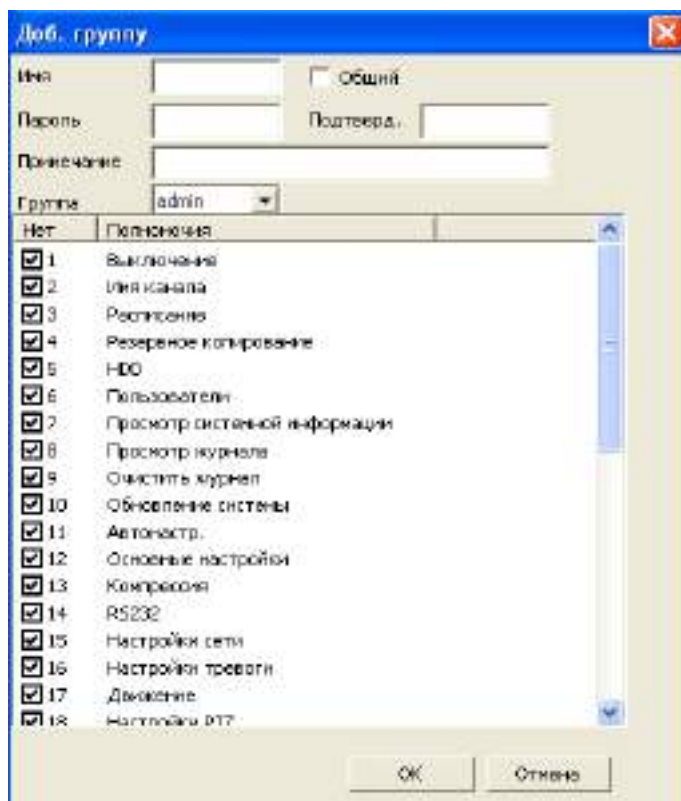 Доб. группу
Имя
Общий
Пароль
Подтверд.
Примечание
Группа
admin
Нет Полномочия
1 Выключение
2 Имя канала
3 Расписание
4 Резервное копирование
5 HDD
6 Пользователи
7 Просмотр системной информации
8 Просмотр журнала
9 Очистить журнал
10 Обновление системы
11 Автонастр.
12 Основные настройки
13 Компрессия
14 RS232
15 Настройки сети
16 Настройки тревоги
17 Движение
18 Настройки PTZ
OK Отмена